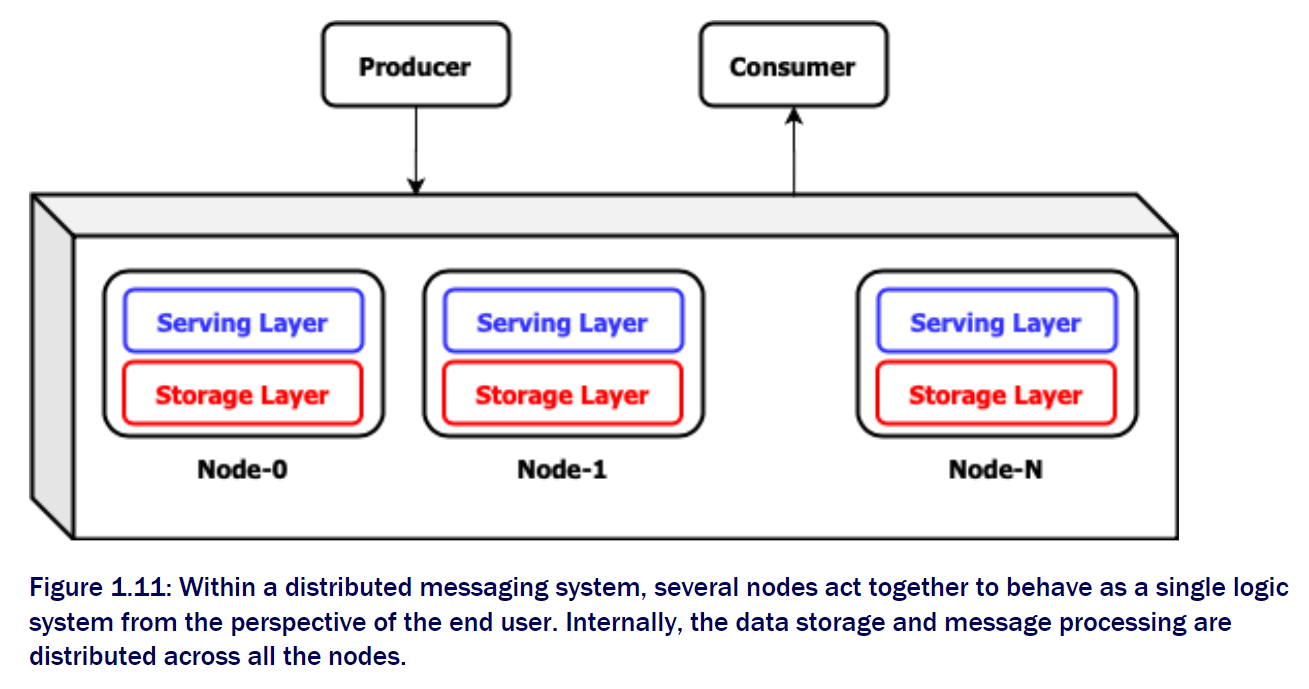 Producer
Consumer
Serving Layer
Storage Layer
Node-0
Serving Layer
Storage Layer
Node-1
Serving Layer
Storage Layer
Node-N
Figure 1.11: Within a distributed messaging system, several nodes act together to behave as a single logic
system from the perspective of the end user. Internally, the data storage and message processing are
distributed across all the nodes.